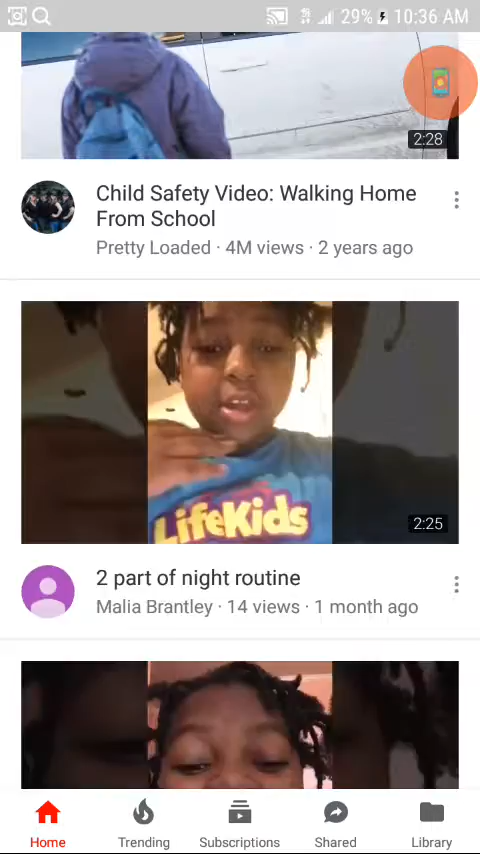 29% 10:36 AM
2:28
Child Safety Video: Walking Home
From School
Pretty Loaded · 4M views · 2 years ago
LifeKids
2:25
2 part of night routine
Malia Brantley · 14 views · 1 month ago
Home Trending Subscriptions Shared Library